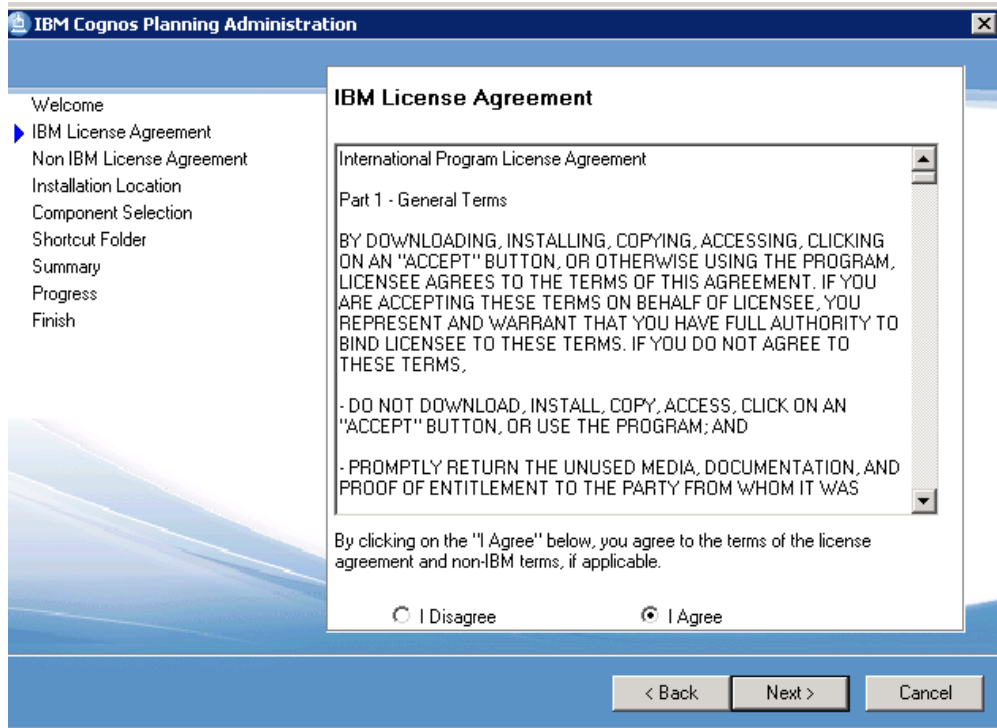 IBM Cognos Planning Administration
Welcome
IBM License Agreement
Non IBM License Agreement
Installation Location
Component Selection
Shortcut Folder
Summary
Progress
Finish
IBM License Agreement
International Program License Agreement
Part 1 - General Terms
BY DOWNLOADING, INSTALLING, COPYING, ACCESSING, CLICKING
ON AN "ACCEPT" BUTTON, OR OTHERWISE USING THE PROGRAM,
LICENSEE AGREES TO THE TERMS OF THIS AGREEMENT. IF YOU
ARE ACCEPTING THESE TERMS ON BEHALF OF LICENSEE, YOU
REPRESENT AND WARRANT THAT YOU HAVE FULL AUTHORITY TO
BIND LICENSEE TO THESE TERMS. IF YOU DO NOT AGREE TO
THESE TERMS,
- DO NOT DOWNLOAD, INSTALL, COPY, ACCESS, CLICK ON AN
"ACCEPT" BUTTON, OR USE THE PROGRAM; AND
- PROMPTLY RETURN THE UNUSED MEDIA, DOCUMENTATION, AND
PROOF OF ENTITLEMENT TO THE PARTY FROM WHOM IT WAS
By clicking on the "I Agree" below, you agree to the terms of the license
agreement and non-IBM terms, if applicable.
I Disagree I Agree
< Back Next > Cancel